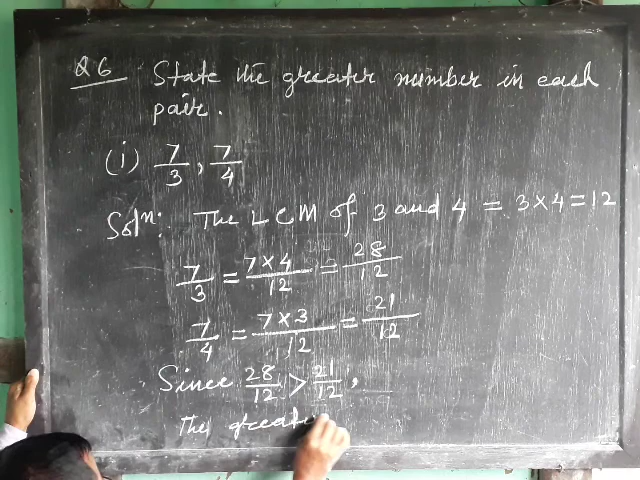 Q6 State the greater number in each
pair.
(i) 7/3, 7/4
Solⁿ: The LCM of 3 and 4 = 3×4=12
7/3 = 7×4/12 = 28/12
7/4 = 7×3/12 = 21/12
Since 28/12 > 21/12,
The greate